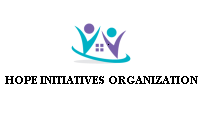 HOPE INITIATIVES ORGANIZATION